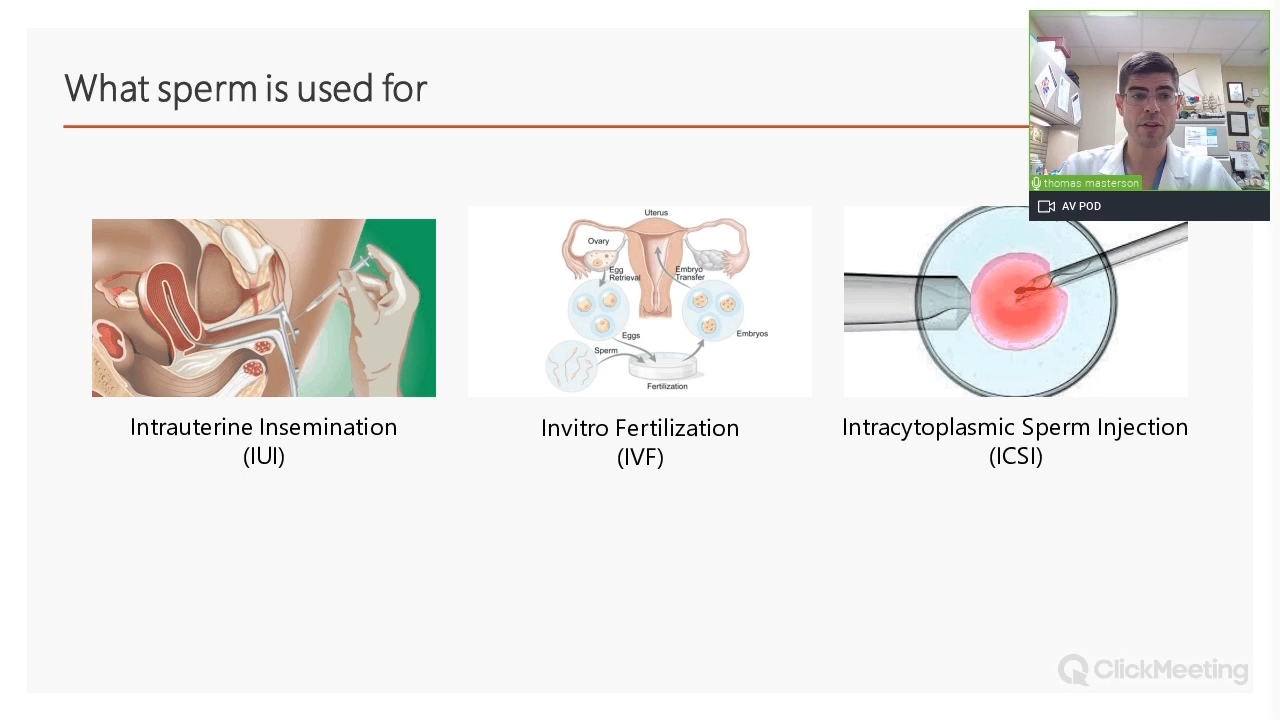 What sperm is used for
thomas masterson
AV POD
Uterus
Ovary
Egg
Retrieval
Embryo
Transfer
Eggs
Embryos
Sperm
Fertilization
Intrauterine Insemination
(IUI)
Invitro Fertilization
(IVF)
Intracytoplasmic Sperm Injection
(ICSI)
ClickMeeting